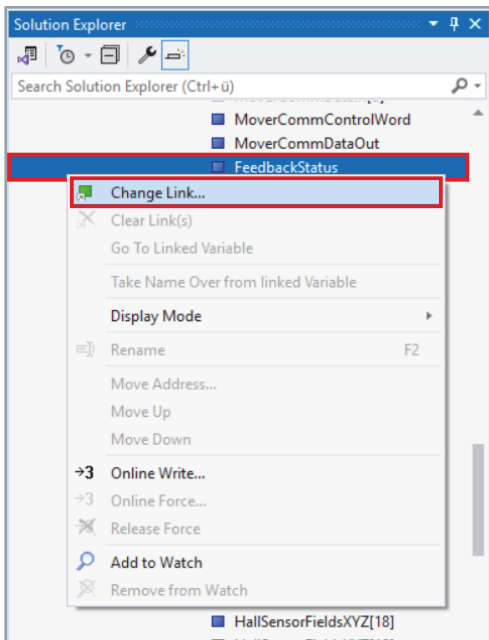 Solution Explorer
Search Solution Explorer (Ctrl+ü)
MoverCommControlWord
MoverCommDataOut
FeedbackStatus
Change Link...
Clear Link(s)
Go To Linked Variable
Take Name Over from linked Variable
Display Mode
Rename F2
Move Address...
Move Up
Move Down
→3 Online Write...
→3 Online Force...
Release Force
Add to Watch
Remove from Watch
HallSensorFieldsXYZ[18]